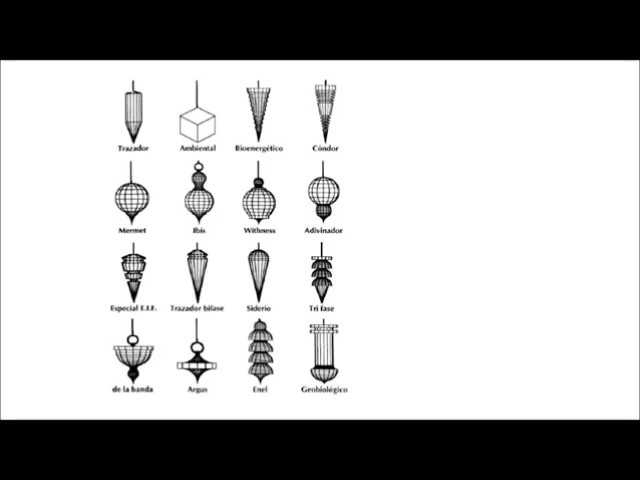 Trazador Ambiental Bioenergético Cóndor
Mermet Ibis Withness Adivinador
Especial E.I.F. Trazador bifase Siderio Tri fase
de la banda Argus Enel Geobiológico